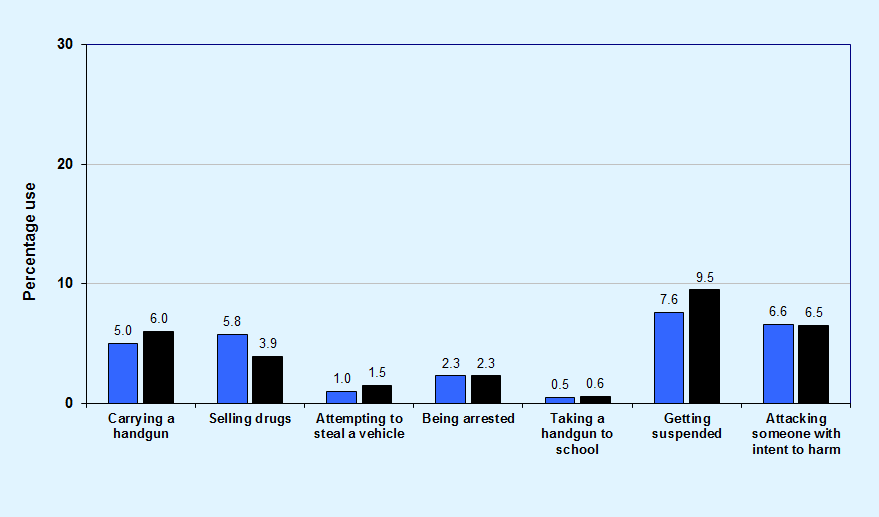 30
20
10
0
Percentage use
5.0
6.0
5.8
3.9
1.0
1.5
2.3
2.3
0.5
0.6
7.6
9.5
6.6
6.5
Carrying a
handgun
Selling drugs
Attempting to
steal a vehicle
Being arrested
Taking a
handgun to
school
Getting
suspended
Attacking
someone with
intent to harm